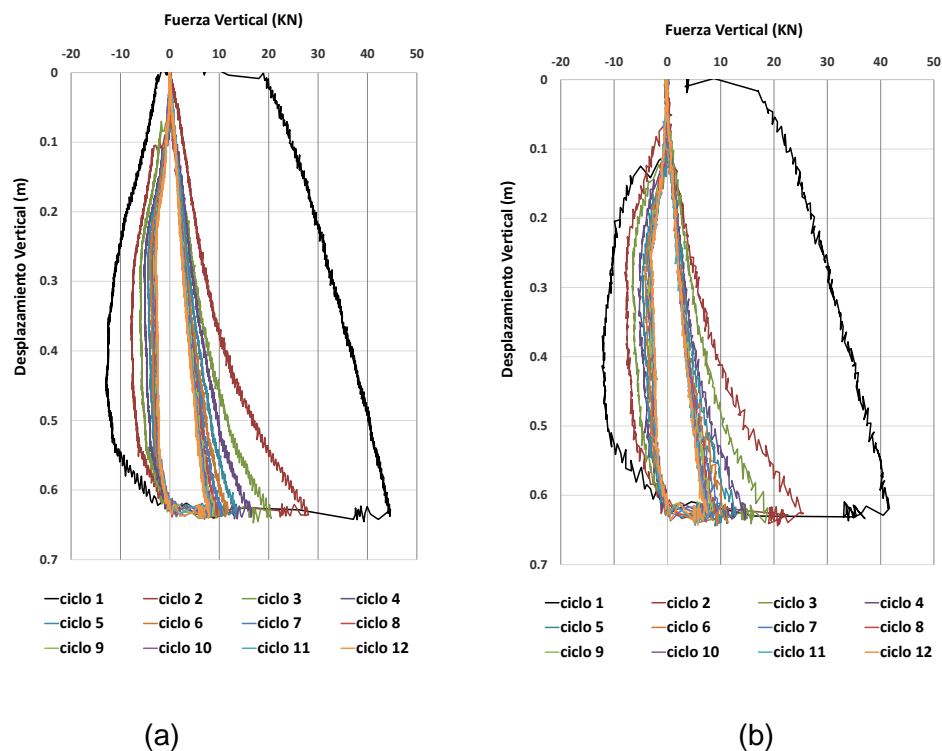 Fuerza Vertical (KN)
-20 -10 0 10 20 30 40 50
0
0.1
0.2
0.3
0.4
0.5
0.6
0.7
Desplazamiento Vertical (m)
ciclo 1 ciclo 2 ciclo 3 ciclo 4
ciclo 5 ciclo 6 ciclo 7 ciclo 8
ciclo 9 ciclo 10 ciclo 11 ciclo 12
(a)
Fuerza Vertical (KN)
-20 -10 0 10 20 30 40 50
0
0.1
0.2
0.3
0.4
0.5
0.6
0.7
Desplazamiento Vertical (m)
ciclo 1 ciclo 2 ciclo 3 ciclo 4
ciclo 5 ciclo 6 ciclo 7 ciclo 8
ciclo 9 ciclo 10 ciclo 11 ciclo 12
(b)